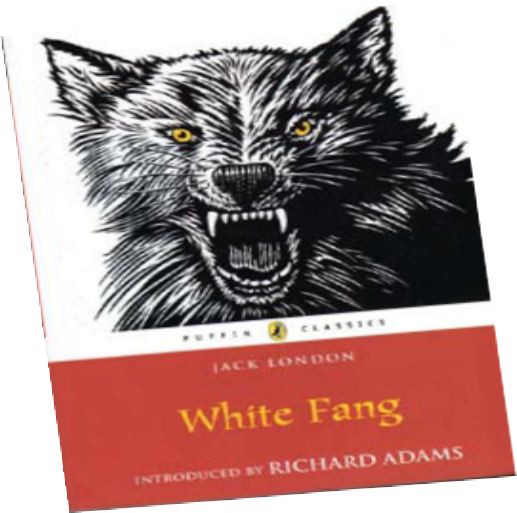 PUFFIN CLASSICS
JACK LONDON
White Fang
INTRODUCED BY RICHARD ADAMS